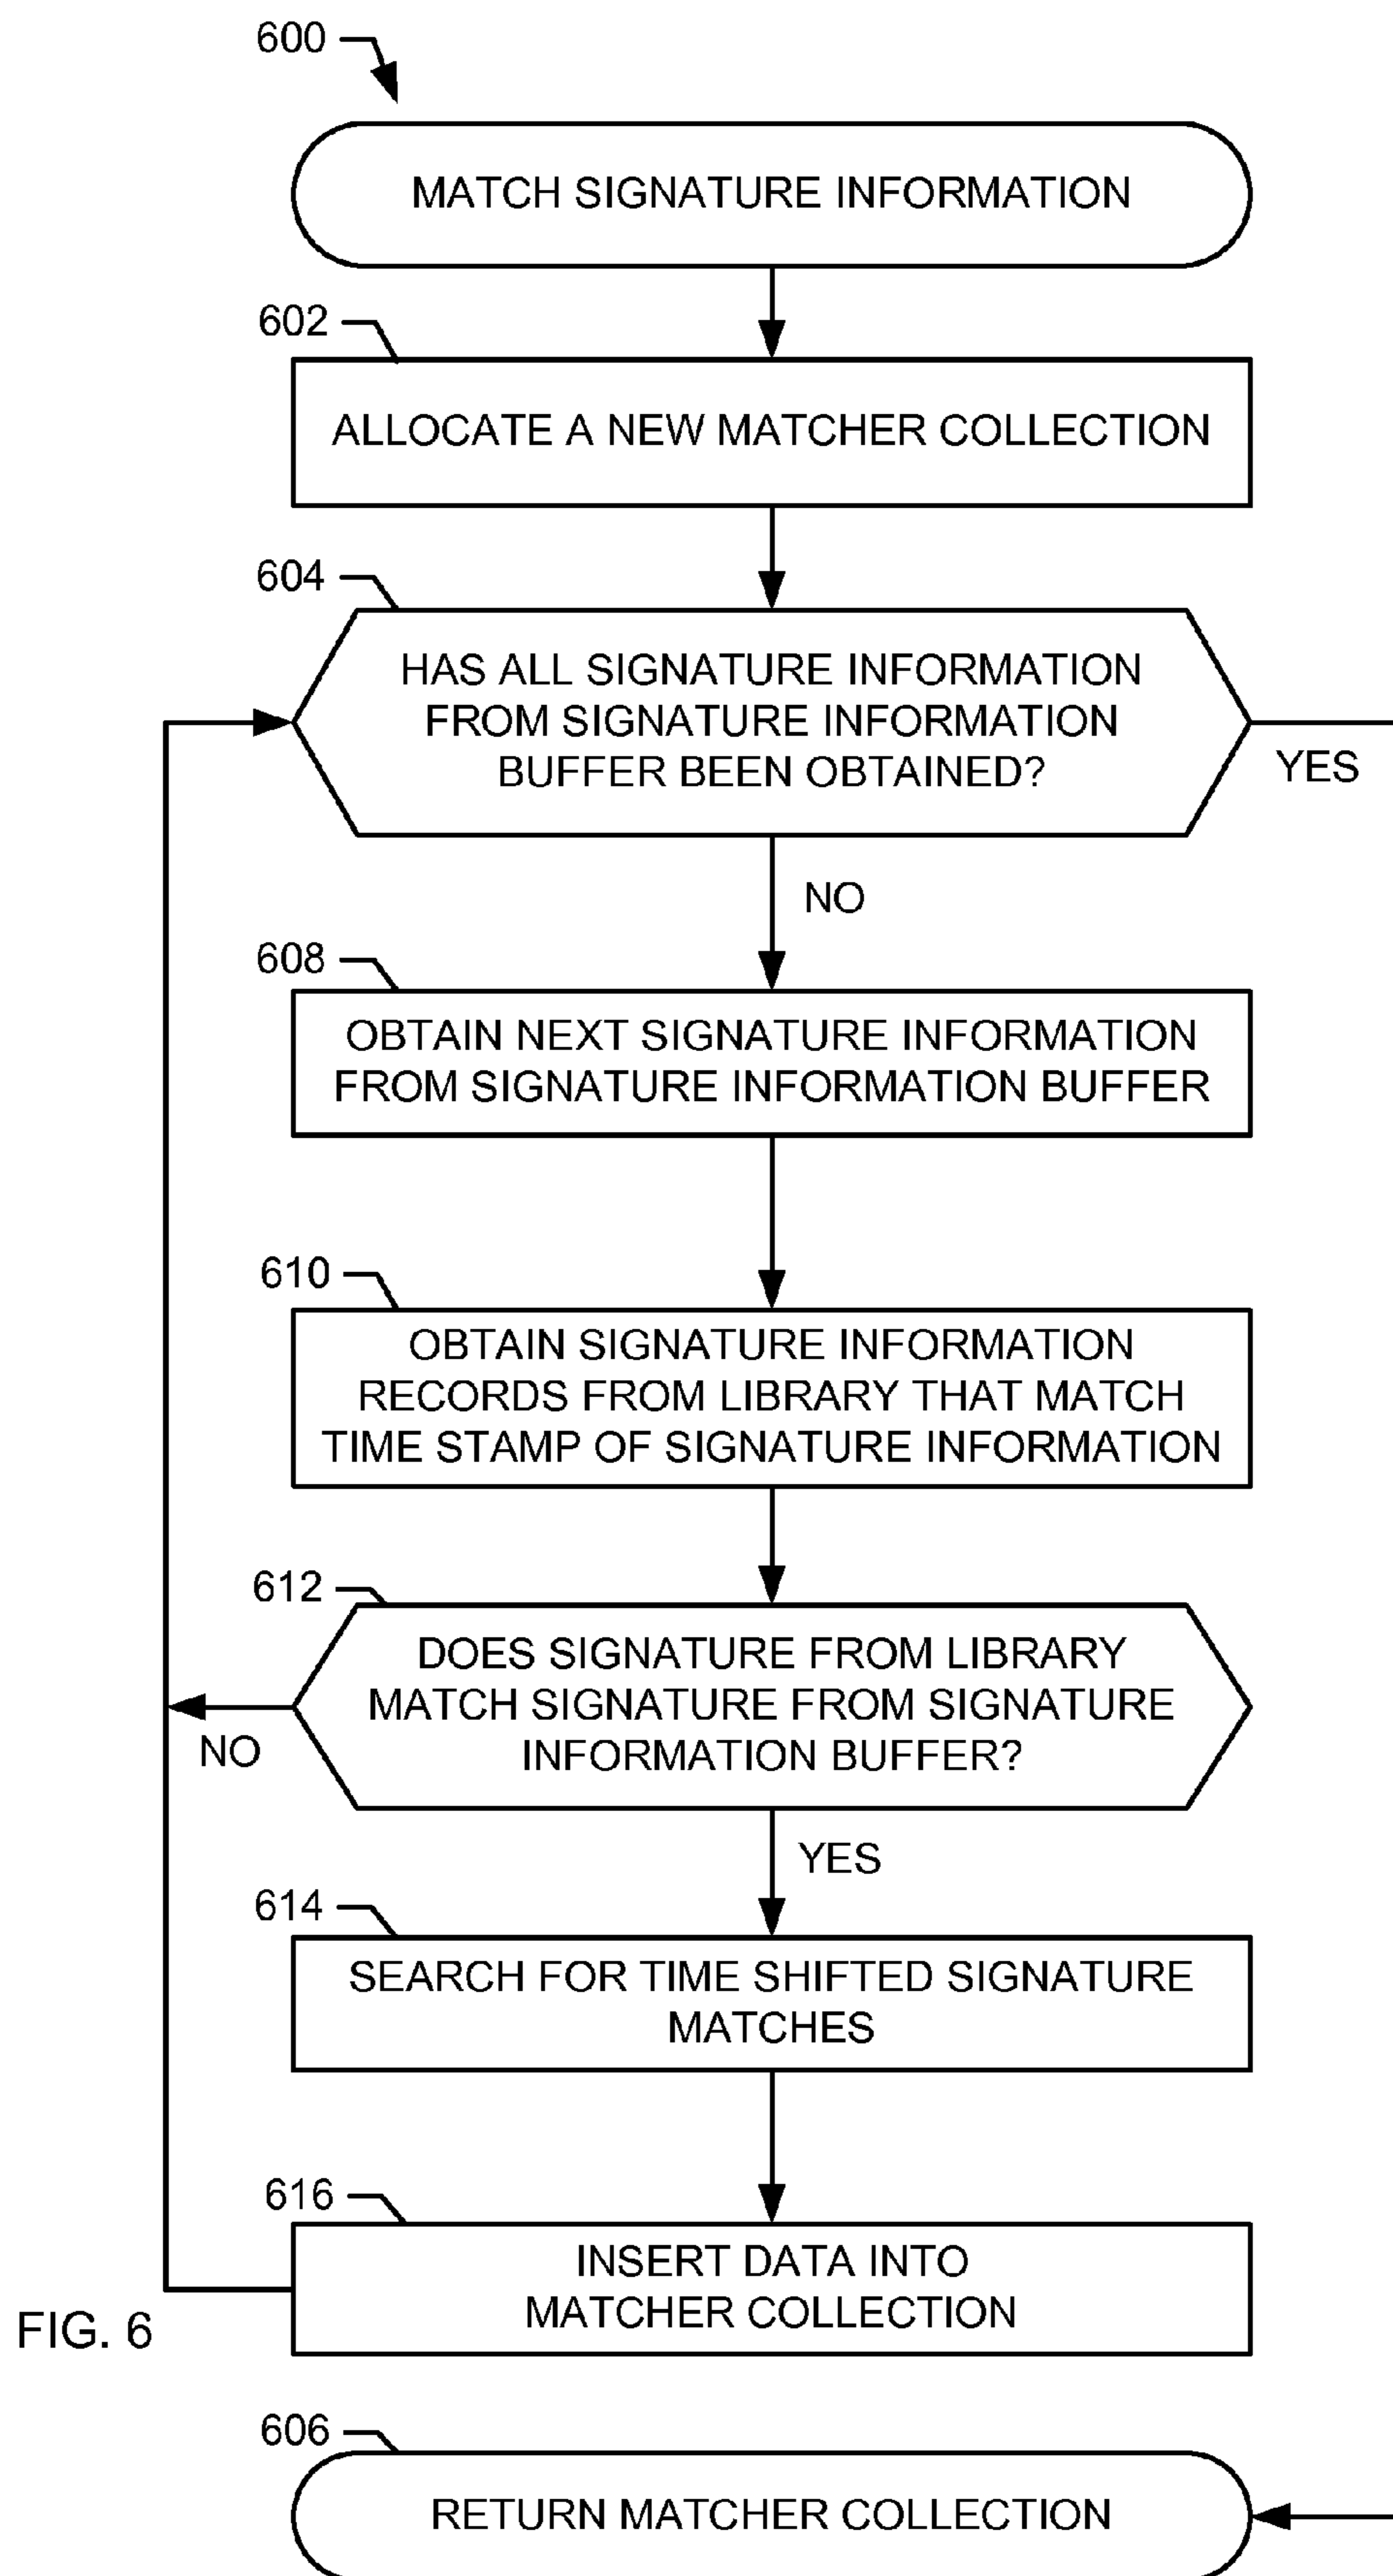 600
MATCH SIGNATURE INFORMATION
602
ALLOCATE A NEW MATCHER COLLECTION
604
HAS ALL SIGNATURE INFORMATION
FROM SIGNATURE INFORMATION
BUFFER BEEN OBTAINED?
YES
NO
608
OBTAIN NEXT SIGNATURE INFORMATION
FROM SIGNATURE INFORMATION BUFFER
610
OBTAIN SIGNATURE INFORMATION
RECORDS FROM LIBRARY THAT MATCH
TIME STAMP OF SIGNATURE INFORMATION
612
DOES SIGNATURE FROM LIBRARY
MATCH SIGNATURE FROM SIGNATURE
INFORMATION BUFFER?
NO
YES
614
SEARCH FOR TIME SHIFTED SIGNATURE
MATCHES
616
INSERT DATA INTO
MATCHER COLLECTION
FIG. 6
606
RETURN MATCHER COLLECTION